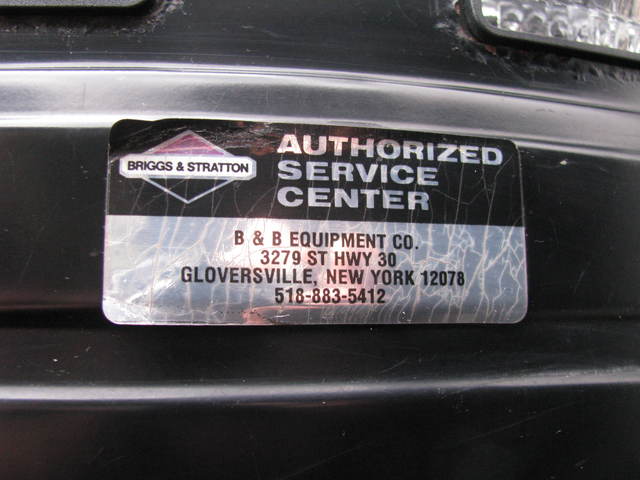 BRIGGS & STRATTON
AUTHORIZED
SERVICE
CENTER
B & B EQUIPMENT CO.
3279 ST HWY 30
GLOVERSVILLE, NEW YORK 12078
518-883-5412